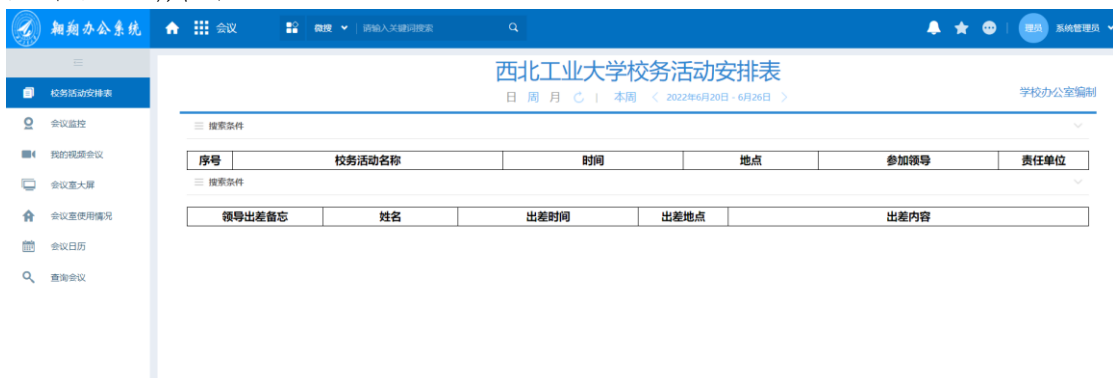 翱翔办公系统 会议 微搜 请输入关键词搜索 理员 系统管理员
西北工业大学校务活动安排表
日 周 月 | 本周 < 2022年6月20日 - 6月26日 >
学校办公室编制
校务活动安排表
会议监控
我的视频会议
会议室大屏
会议室使用情况
会议日历
查询会议
搜索条件
序号 校务活动名称 时间 地点 参加领导 责任单位
搜索条件
领导出差备忘 姓名 出差时间 出差地点 出差内容